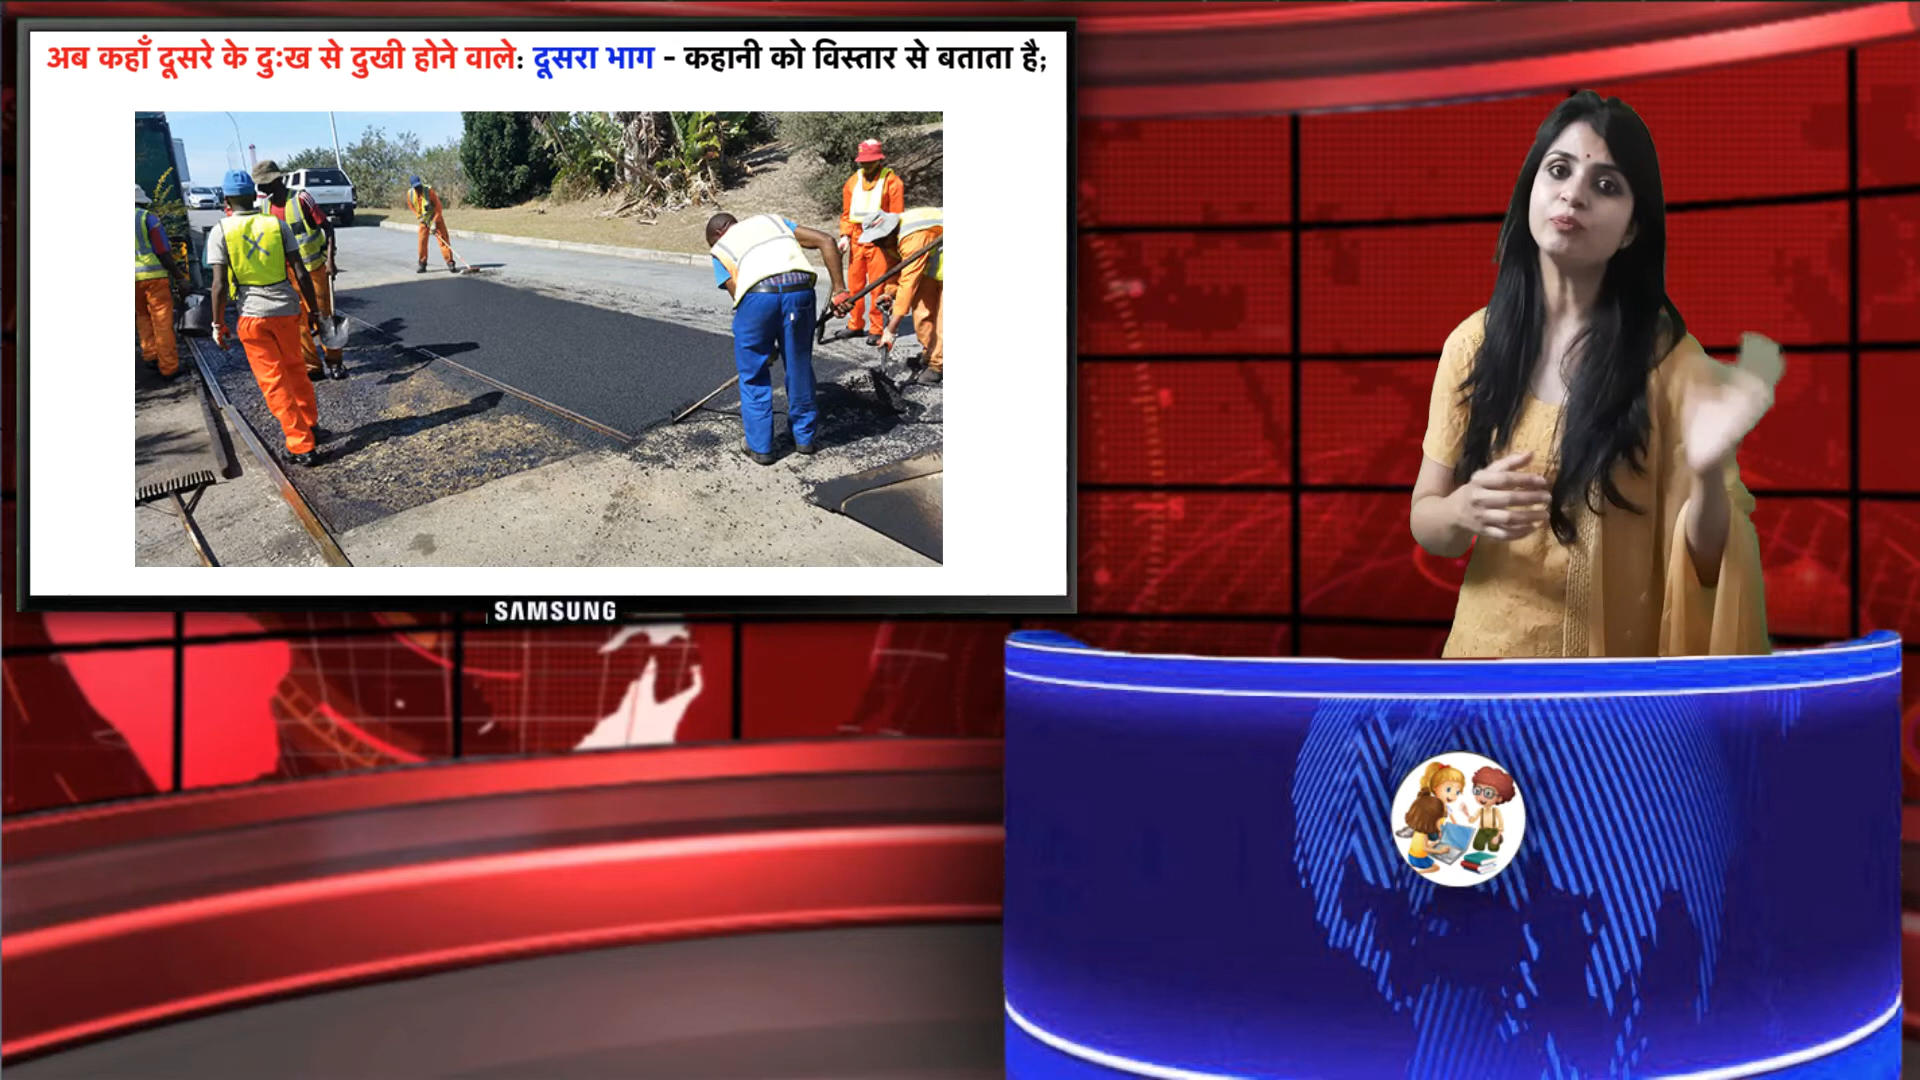 अब कहाँ दूसरे के दुःख से दुखी होने वाले: दूसरा भाग - कहानी को विस्तार से बताता है;
SAMSUNG